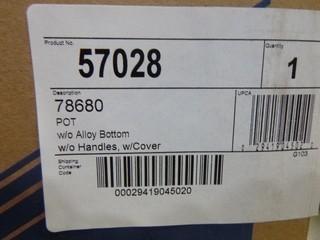 Product No.
Quantity
57028
1
Description
UPCA
78680
POT
w/o Alloy Bottom
w/o Handles, w/Cover
Shipping
Container
Code
00029419045020
G103